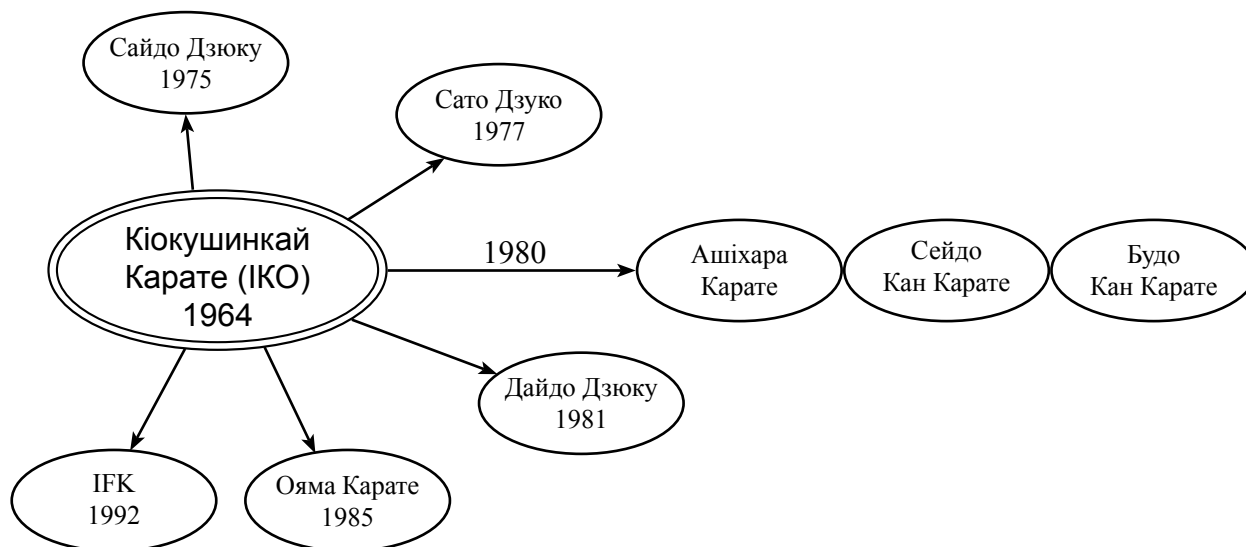 Сайдо Дзюку
1975
Сато Дзуко
1977
Кіокушинкай
Карате (ІКО)
1964
1980
Ашіхара
Карате
Сейдо
Кан Карате
Будо
Кан Карате
Дайдо Дзюку
1981
IFK
1992
Ояма Карате
1985